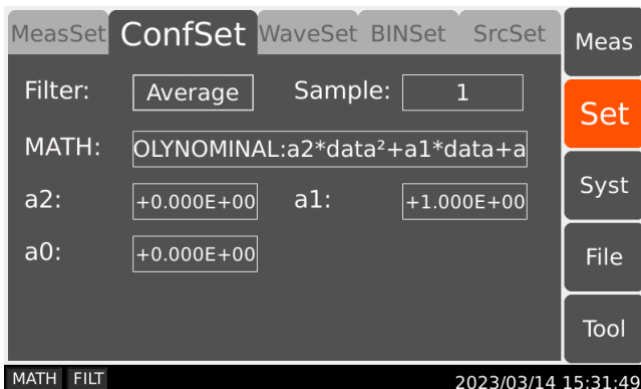 MeasSet ConfSet WaveSet BINSet SrcSet
Meas
Filter: Average Sample: 1
Set
MATH: OLYNOMINAL:a2*data²+a1*data+a
Syst
a2: +0.000E+00 a1: +1.000E+00
a0: +0.000E+00
File
Tool
MATH FILT 2023/03/14 15:31:49